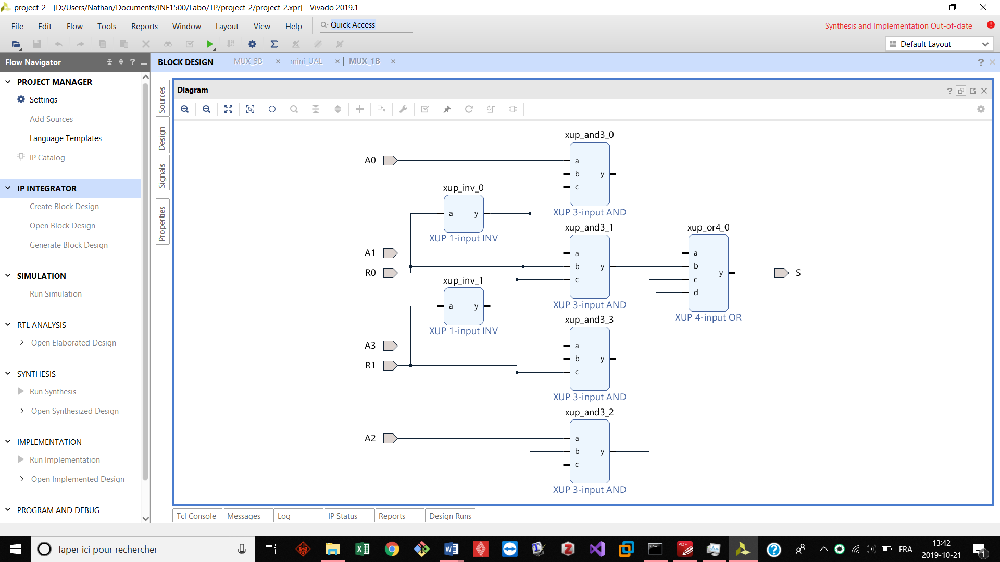 project_2 - [D:/Users/Nathan/Documents/INF1500/Labo/TP/project_2/project_2.xpr] - Vivado 2019.1
File Edit Flow Tools Reports Window Layout View Help Quick Access
Synthesis and Implementation Out-of-date
Default Layout
Flow Navigator
PROJECT MANAGER
Settings
Add Sources
Language Templates
IP Catalog
IP INTEGRATOR
Create Block Design
Open Block Design
Generate Block Design
SIMULATION
Run Simulation
RTL ANALYSIS
Open Elaborated Design
SYNTHESIS
Run Synthesis
Open Synthesized Design
IMPLEMENTATION
Run Implementation
Open Implemented Design
PROGRAM AND DEBUG
BLOCK DESIGN
MUX_5B
mini_UAL
MUX_1B
Sources
Design
Signals
Properties
Diagram
A0
A1
R0
A3
R1
A2
xup_inv_0
a y
XUP 1-input INV
xup_inv_1
a y
XUP 1-input INV
xup_and3_0
a
b y
c
XUP 3-input AND
xup_and3_1
a
b y
c
XUP 3-input AND
xup_and3_3
a
b y
c
XUP 3-input AND
xup_and3_2
a
b y
c
XUP 3-input AND
xup_or4_0
a
b
c y
d
XUP 4-input OR
S
Tcl Console
Messages
Log
IP Status
Reports
Design Runs
Taper ici pour rechercher
PDF
FRA
13:42
2019-10-21
1